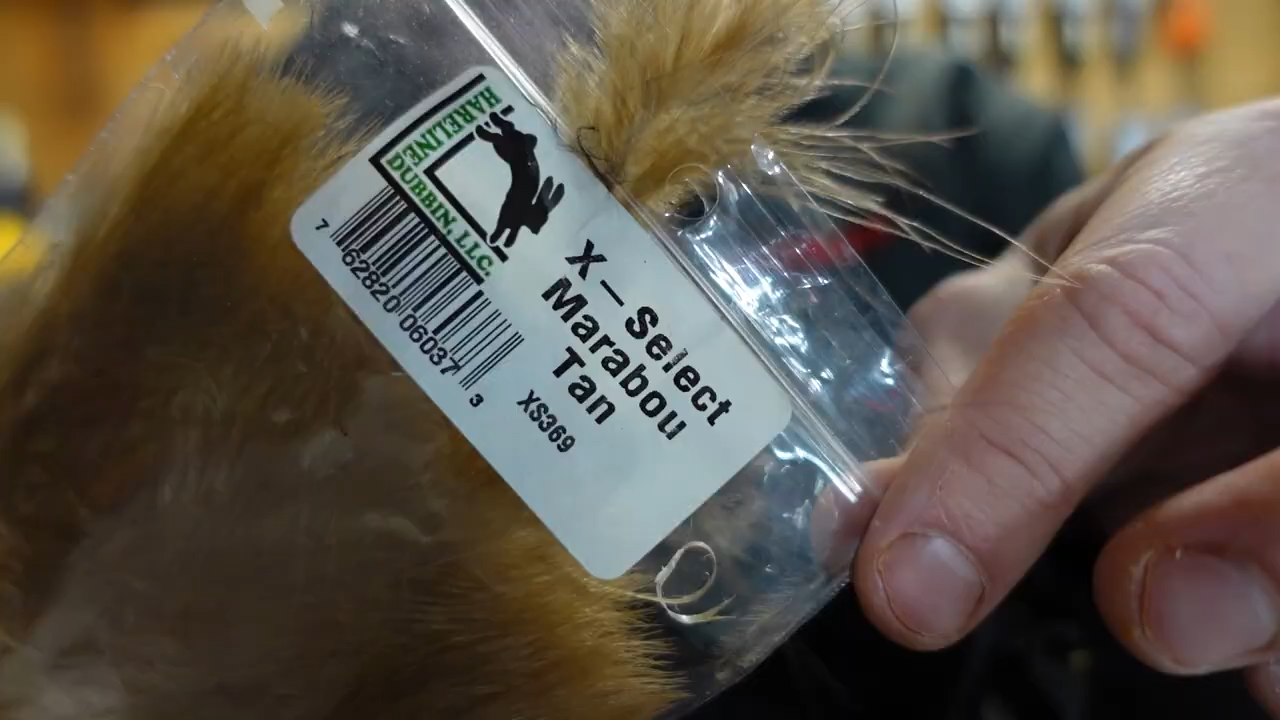 HARELINE
DUBBIN, LLC.
7 62820 06037 3
X-Select
Marabou
Tan
XS369